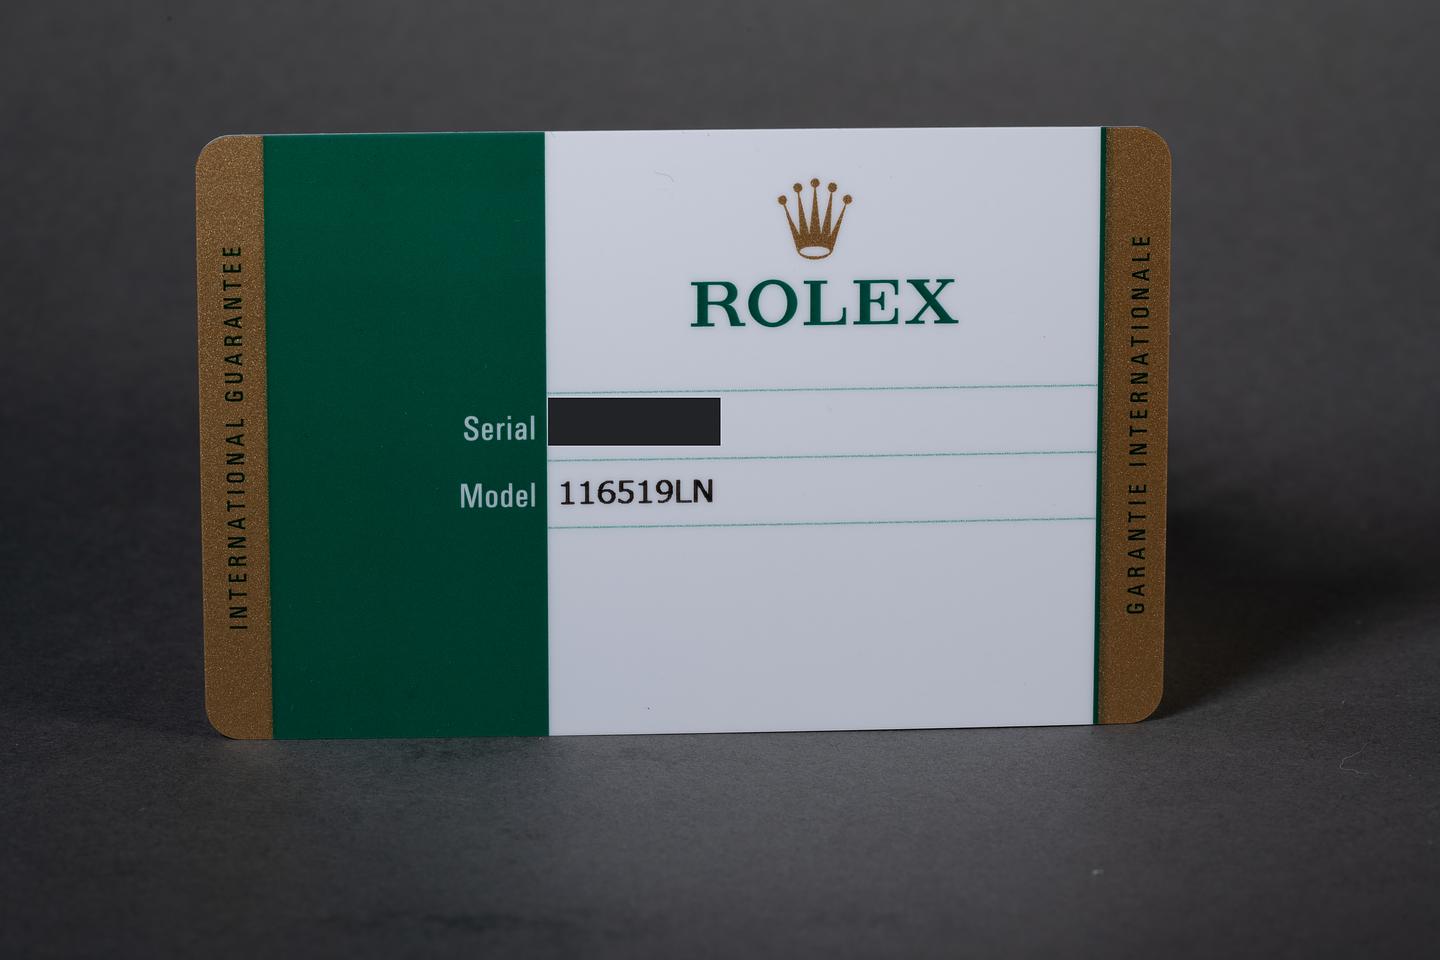 INTERNATIONAL GUARANTEE
ROLEX
Serial
Model 116519LN
GARANTIE INTERNATIONALE